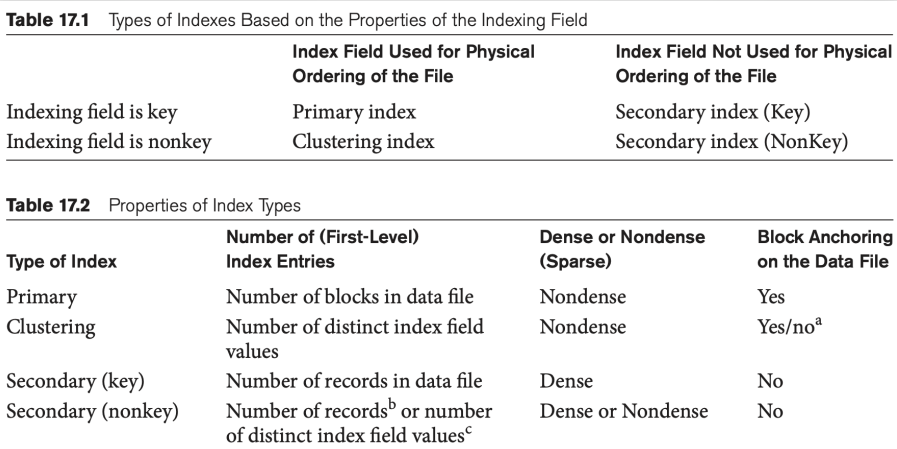 Table 17.1 Types of Indexes Based on the Properties of the Indexing Field
Index Field Used for Physical Ordering of the File
Index Field Not Used for Physical Ordering of the File
Indexing field is key Primary index Secondary index (Key)
Indexing field is nonkey Clustering index Secondary index (NonKey)
Table 17.2 Properties of Index Types
Type of Index
Number of (First-Level) Index Entries
Dense or Nondense (Sparse)
Block Anchoring on the Data File
Primary Number of blocks in data file Nondense Yes
Clustering Number of distinct index field values Nondense Yes/noᵃ
Secondary (key) Number of records in data file Dense No
Secondary (nonkey) Number of recordsᵇ or number of distinct index field valuesᶜ Dense or Nondense No